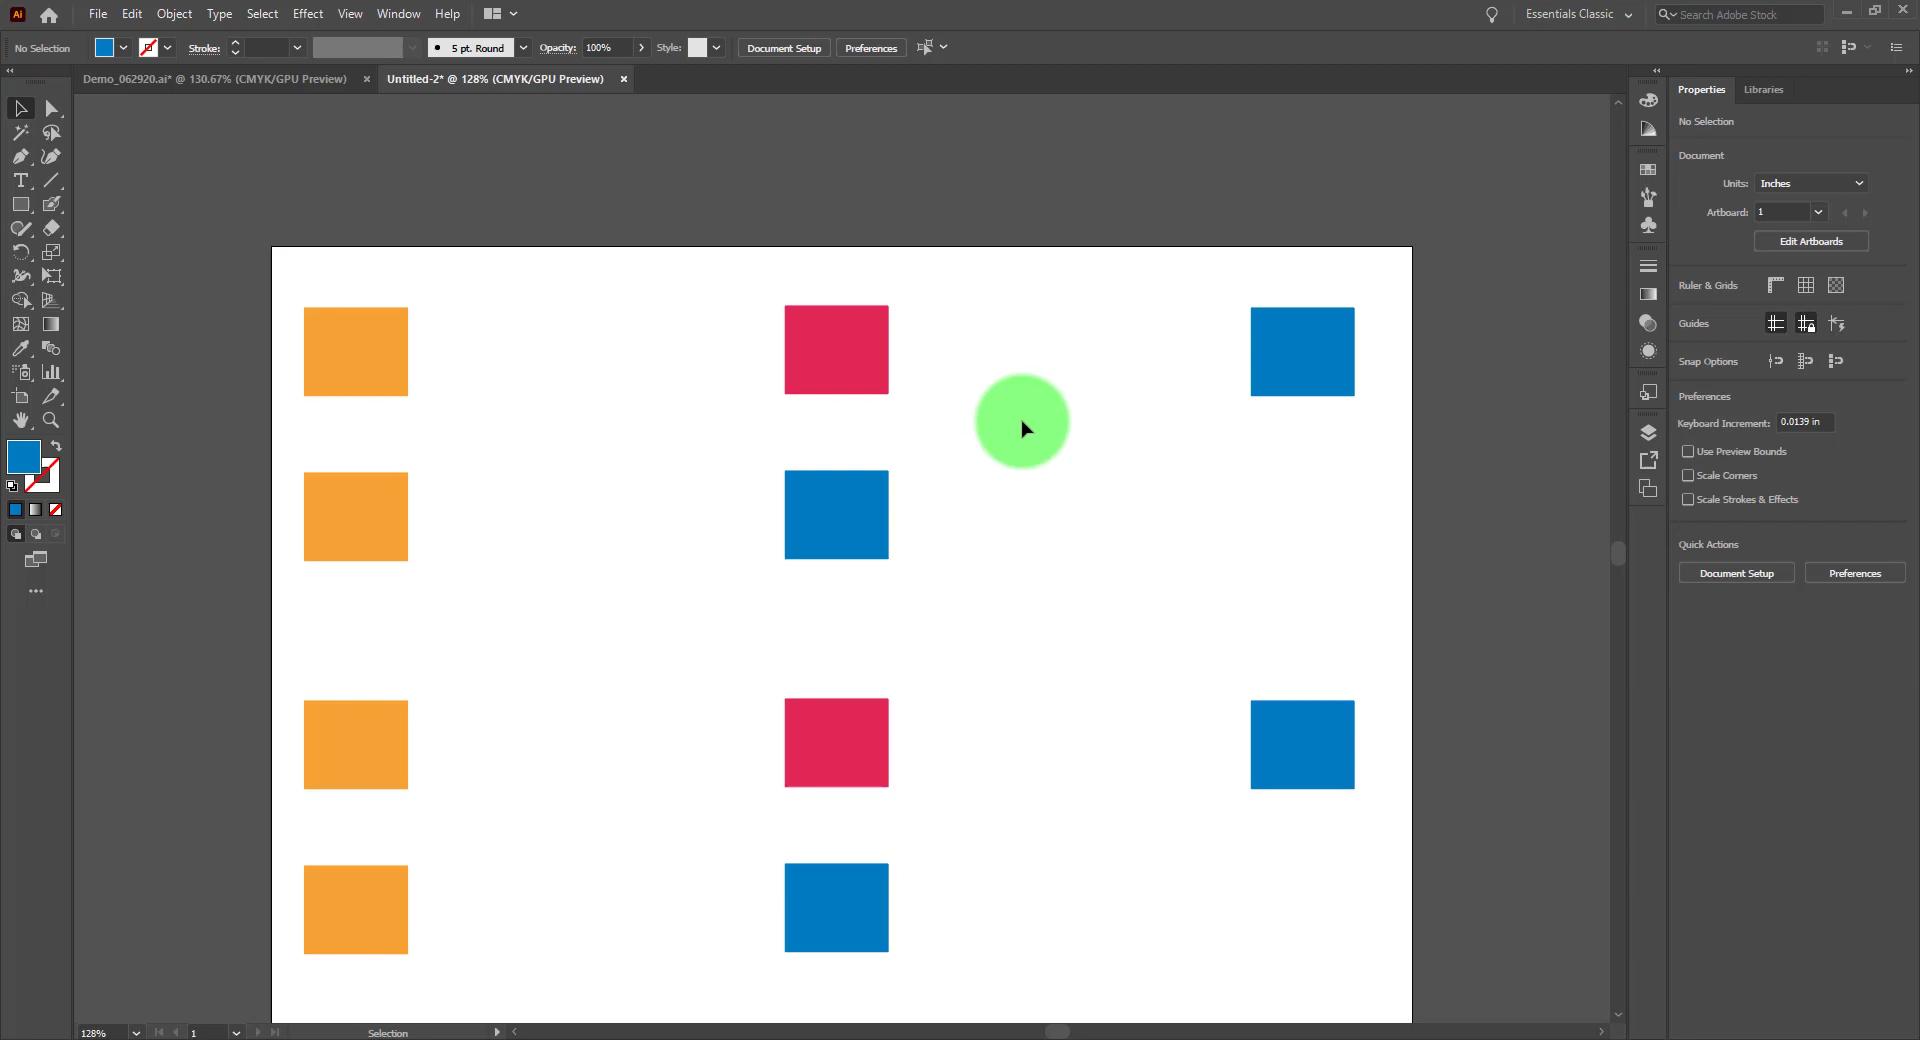 Ai File Edit Object Type Select Effect View Window Help Essentials Classic Search Adobe Stock
No Selection Stroke: 5 pt. Round Opacity: 100% Style: Document Setup Preferences
Demo_062920.ai* @ 130.67% (CMYK/GPU Preview) Untitled-2* @ 128% (CMYK/GPU Preview)
Properties Libraries
No Selection
Document
Units: Inches
Artboard: 1
Edit Artboards
Ruler & Grids
Guides
Snap Options
Preferences
Keyboard Increment: 0.0139 in
Use Preview Bounds
Scale Corners
Scale Strokes & Effects
Quick Actions
Document Setup Preferences
128% 1 Selection